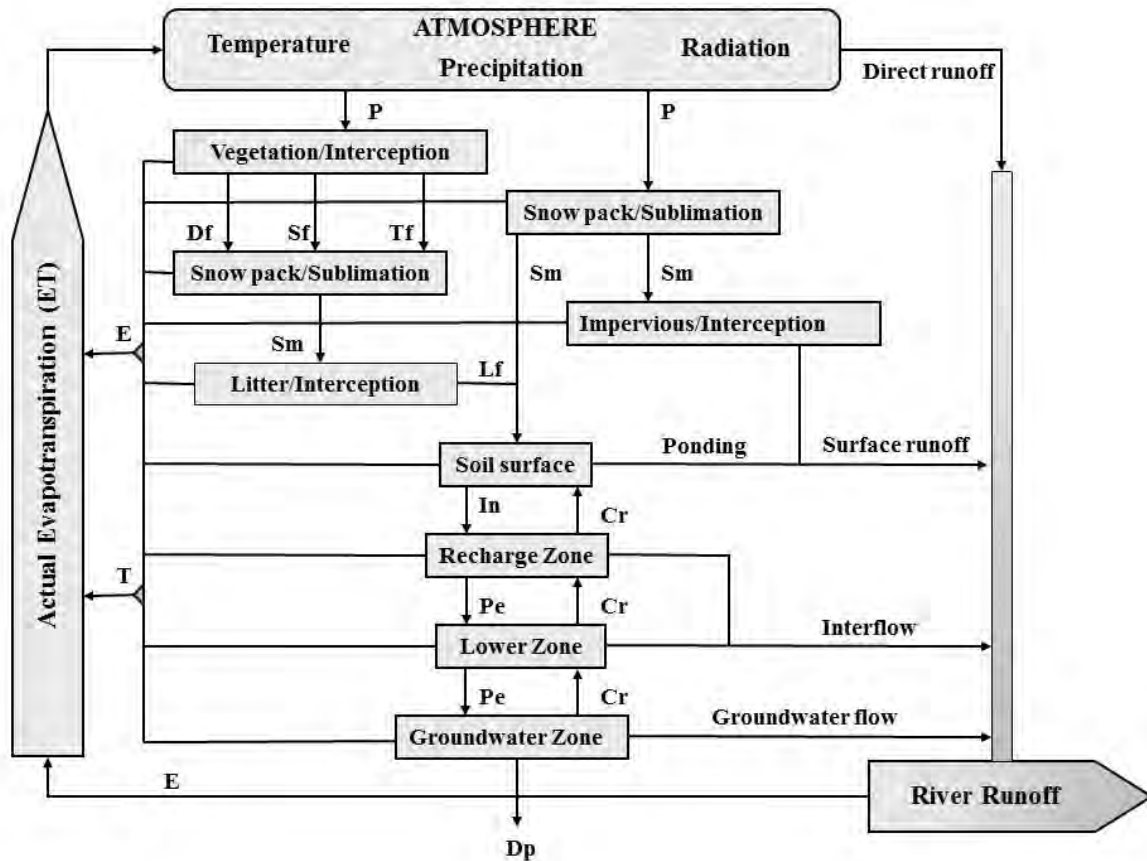 ATMOSPHERE
Temperature
Radiation
Precipitation
Direct runoff
P
P
Vegetation/Interception
Snow pack/Sublimation
Df
Sf
Tf
Snow pack/Sublimation
Sm
Sm
Impervious/Interception
E
Sm
Litter/Interception
Lf
Actual Evapotranspiration (ET)
Soil surface
Ponding
Surface runoff
In
Cr
Recharge Zone
T
Pe
Cr
Lower Zone
Interflow
Pe
Cr
Groundwater Zone
Groundwater flow
E
River Runoff
Dp